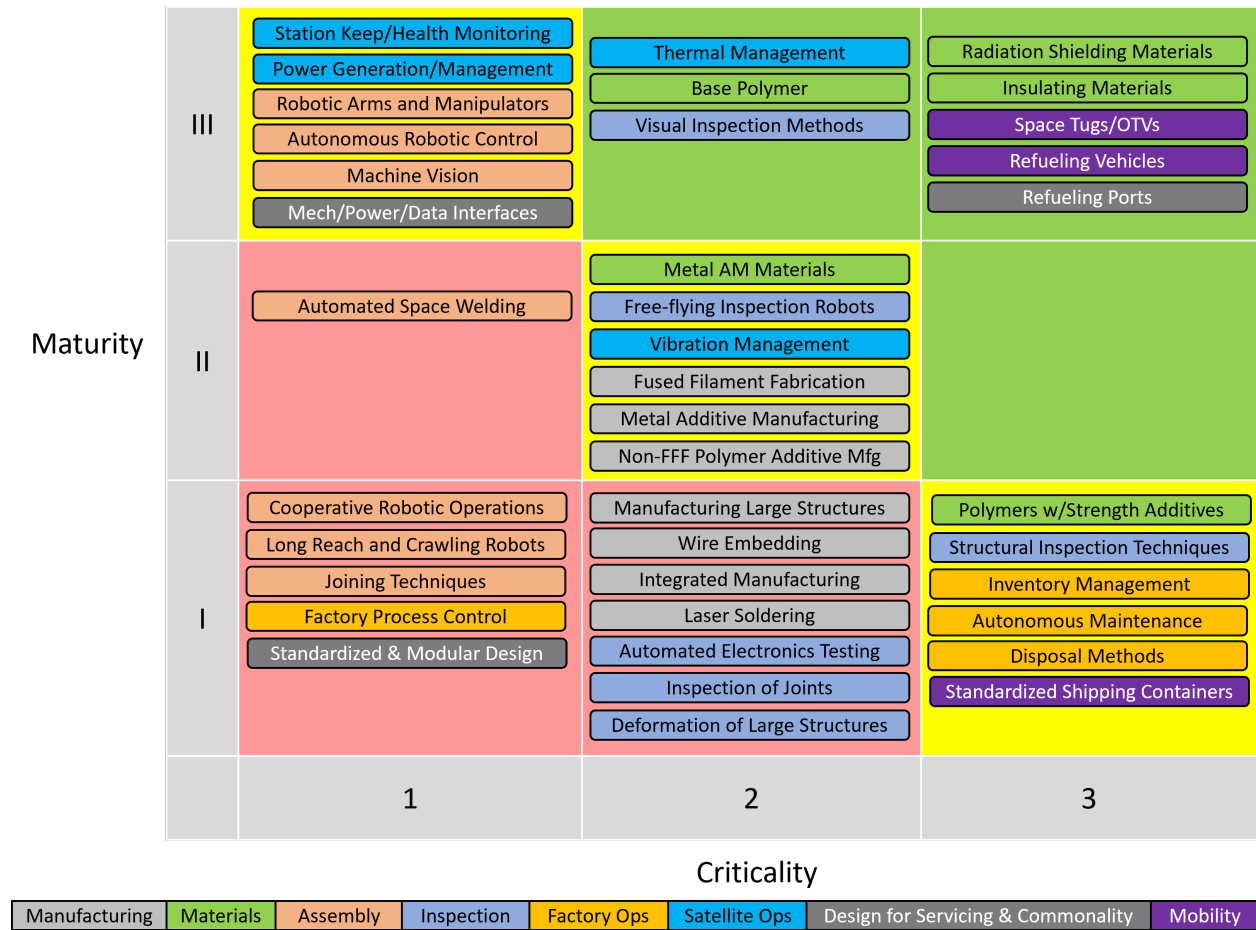 Station Keep/Health Monitoring
Power Generation/Management
Robotic Arms and Manipulators
Autonomous Robotic Control
Machine Vision
Mech/Power/Data Interfaces
Thermal Management
Base Polymer
Visual Inspection Methods
Radiation Shielding Materials
Insulating Materials
Space Tugs/OTVs
Refueling Vehicles
Refueling Ports
III
Maturity
II
Automated Space Welding
Metal AM Materials
Free-flying Inspection Robots
Vibration Management
Fused Filament Fabrication
Metal Additive Manufacturing
Non-FFF Polymer Additive Mfg
I
Cooperative Robotic Operations
Long Reach and Crawling Robots
Joining Techniques
Factory Process Control
Standardized & Modular Design
Manufacturing Large Structures
Wire Embedding
Integrated Manufacturing
Laser Soldering
Automated Electronics Testing
Inspection of Joints
Deformation of Large Structures
Polymers w/Strength Additives
Structural Inspection Techniques
Inventory Management
Autonomous Maintenance
Disposal Methods
Standardized Shipping Containers
1
2
3
Criticality
Manufacturing
Materials
Assembly
Inspection
Factory Ops
Satellite Ops
Design for Servicing & Commonality
Mobility